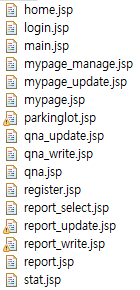 home.jsp
login.jsp
main.jsp
mypage_manage.jsp
mypage_update.jsp
mypage.jsp
parkinglot.jsp
qna_update.jsp
qna_write.jsp
qna.jsp
register.jsp
report_select.jsp
report_update.jsp
report_write.jsp
report.jsp
stat.jsp